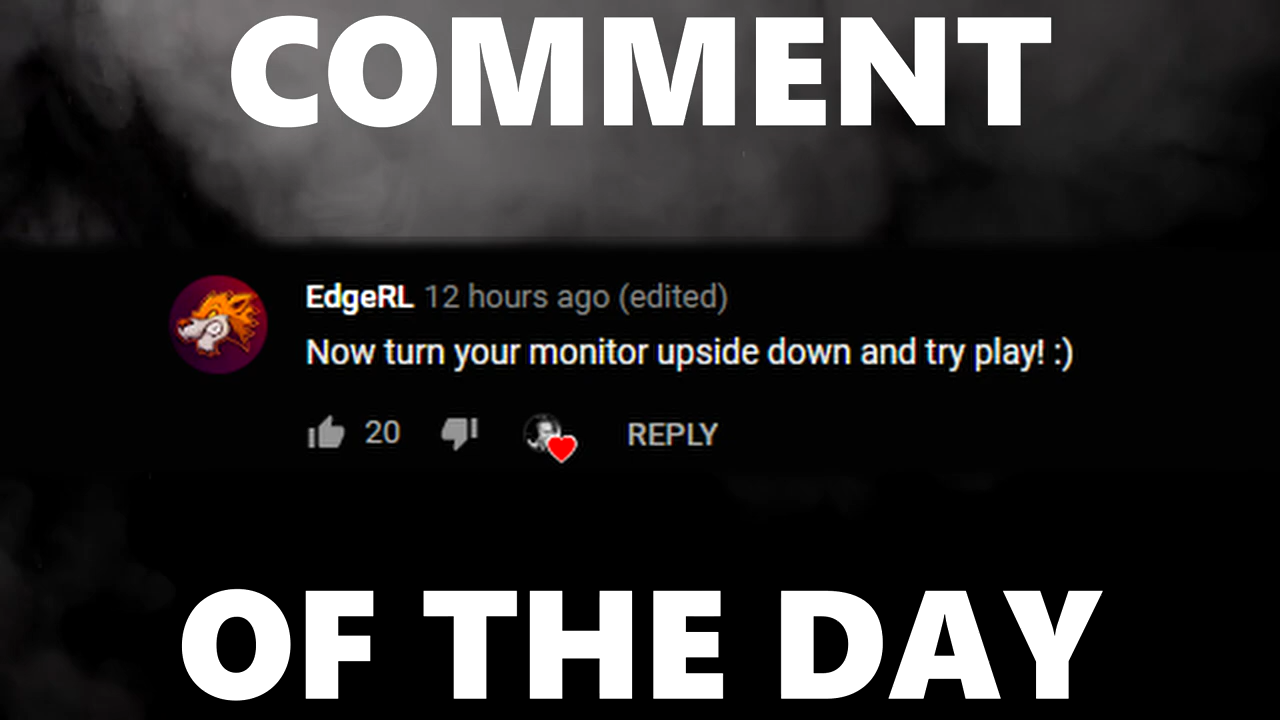 COMMENT
EdgeRL 12 hours ago (edited)
Now turn your monitor upside down and try play! :)
20 REPLY
OF THE DAY